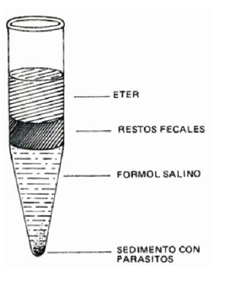 ETER
RESTOS FECALES
FORMOL SALINO
SEDIMENTO CON
PARASITOS